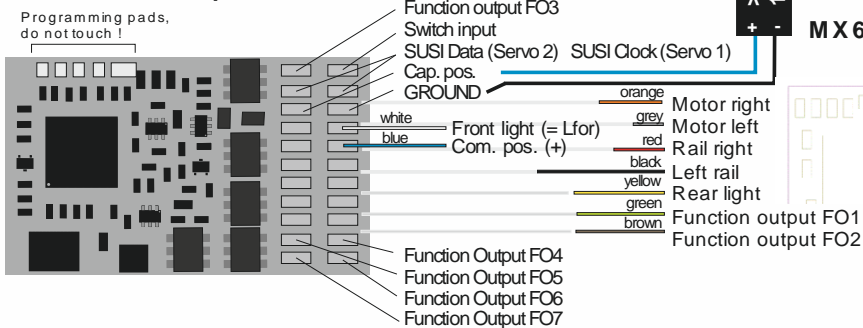 Programming pads,
do not touch !
Function output FO3
Switch input
SUSI Data (Servo 2) SUSI Clock (Servo 1)
Cap. pos.
GROUND
+ -
MX6
white
Front light (= Lfor)
blue
Com. pos. (+)
orange
Motor right
grey
Motor left
red
Rail right
black
Left rail
yellow
Rear light
green
Function output FO1
brown
Function output FO2
Function Output FO4
Function Output FO5
Function Output FO6
Function Output FO7